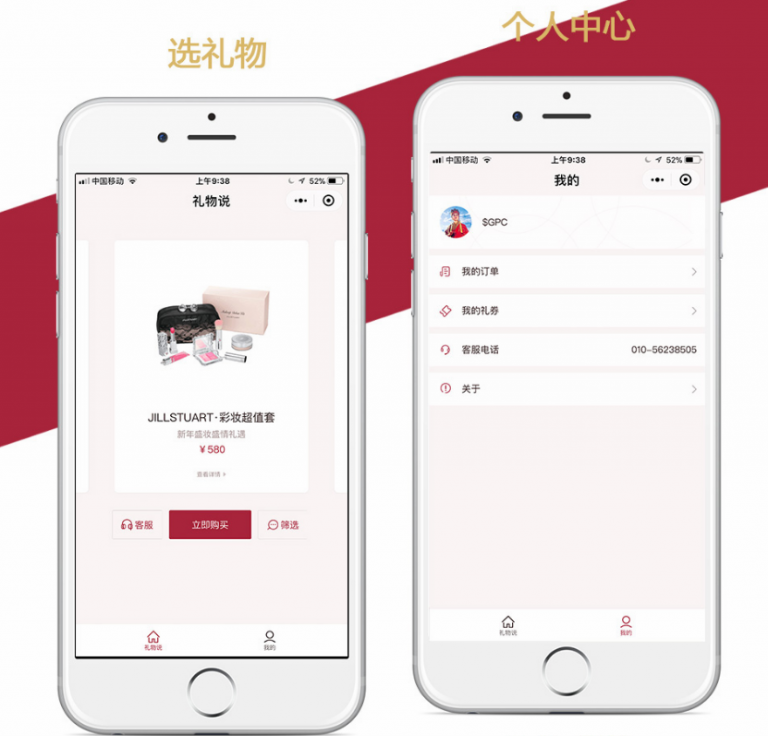 选礼物
个人中心
中国移动
上午9:38
52%
礼物说
JILLSTUART·彩妆超值套
新年盛妆盛情礼遇
¥580
查看详情 >
客服
立即购买
筛选
礼物说
我的
中国移动
上午9:38
52%
我的
$GPC
我的订单
我的礼券
客服电话
010-56238505
关于
礼物说
我的